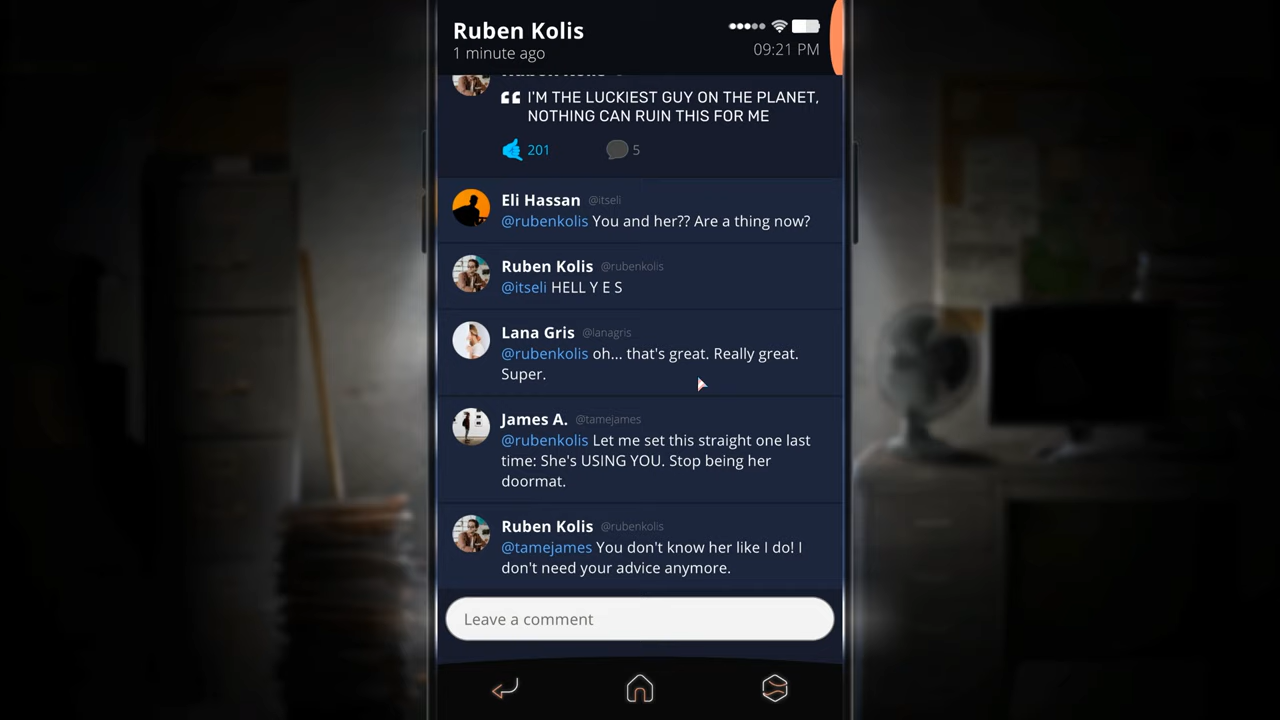 Ruben Kolis
1 minute ago
09:21 PM
I'M THE LUCKIEST GUY ON THE PLANET,
NOTHING CAN RUIN THIS FOR ME
201
5
Eli Hassan @itseli
@rubenkolis You and her?? Are a thing now?
Ruben Kolis @rubenkolis
@itseli HELL Y E S
Lana Gris @lanagris
@rubenkolis oh... that's great. Really great.
Super.
James A. @tamejames
@rubenkolis Let me set this straight one last
time: She's USING YOU. Stop being her
doormat.
Ruben Kolis @rubenkolis
@tamejames You don't know her like I do! I
don't need your advice anymore.
Leave a comment